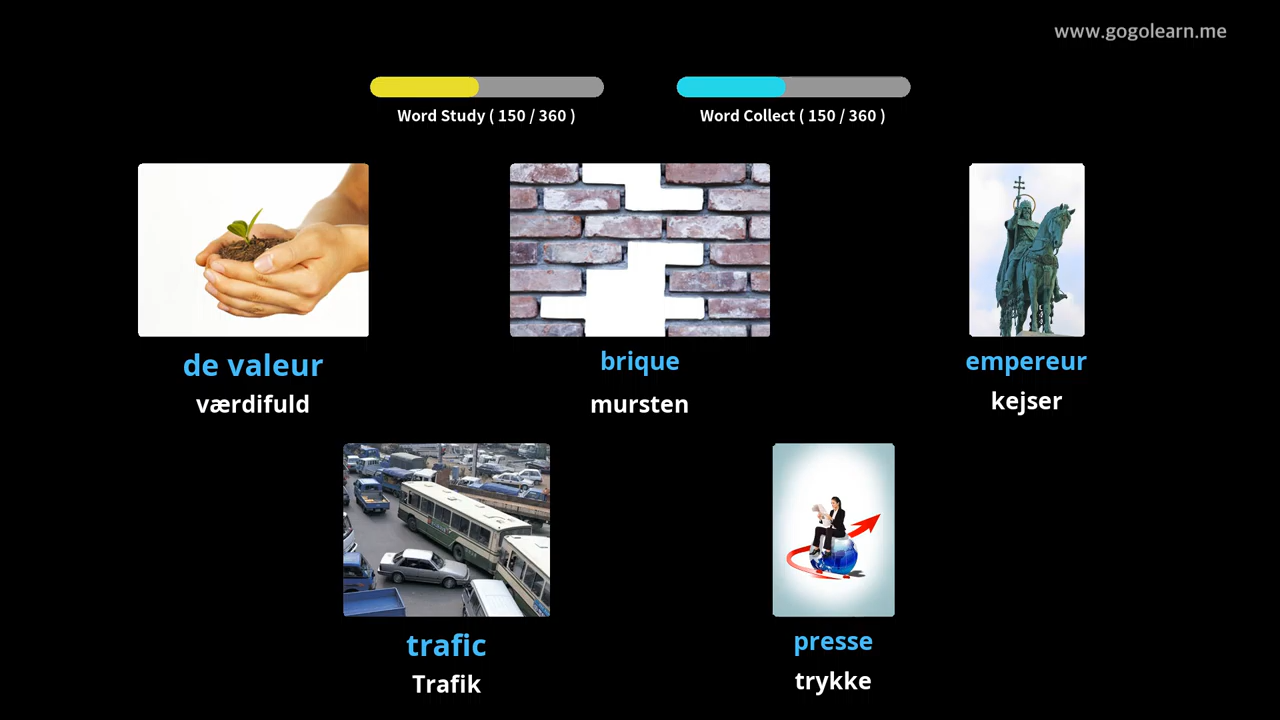 www.gogolearn.me
Word Study ( 150 / 360 )
Word Collect ( 150 / 360 )
de valeur
værdifuld
brique
mursten
empereur
kejser
trafic
Trafik
presse
trykke